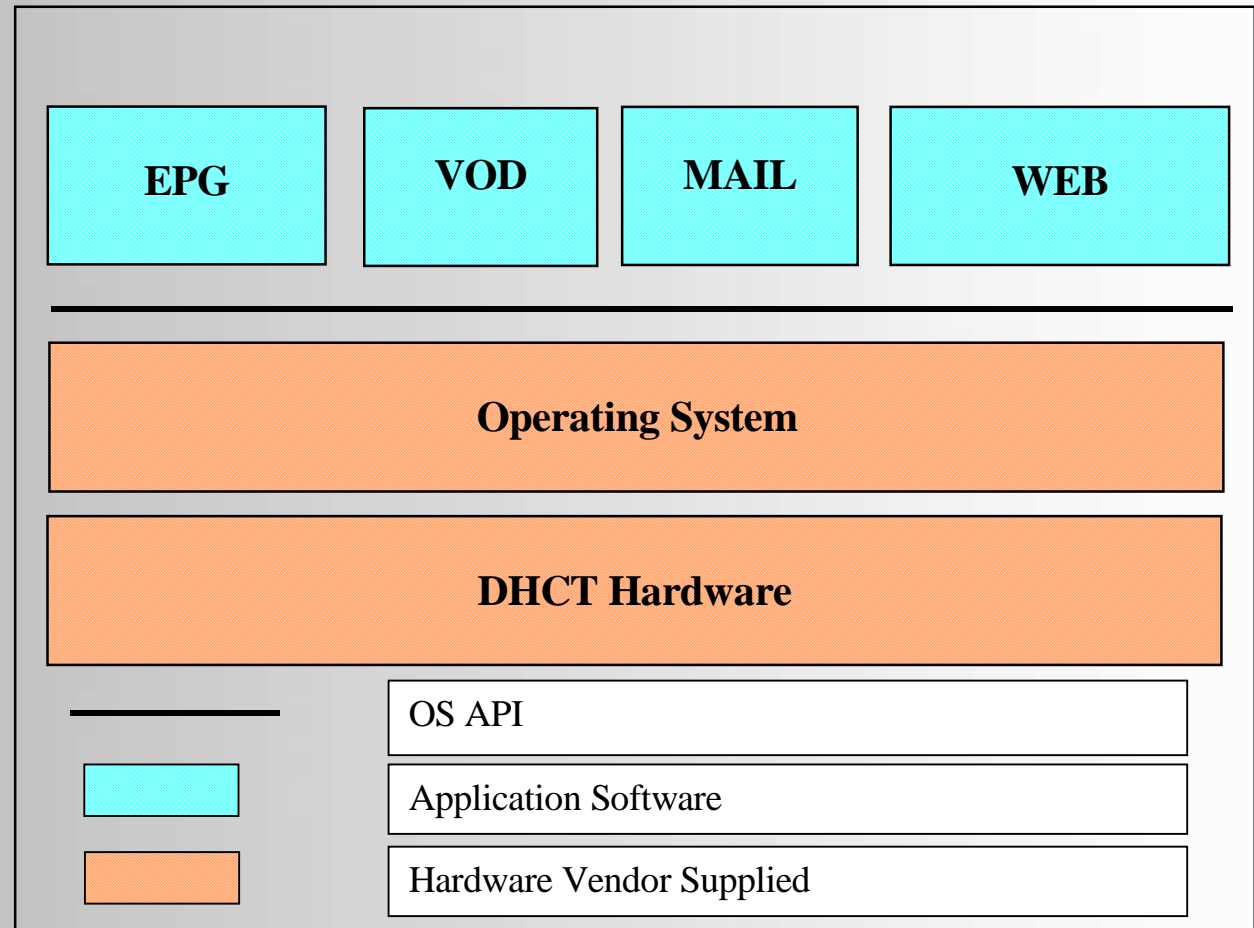 EPG VOD MAIL WEB
Operating System
DHCT Hardware
OS API
Application Software
Hardware Vendor Supplied